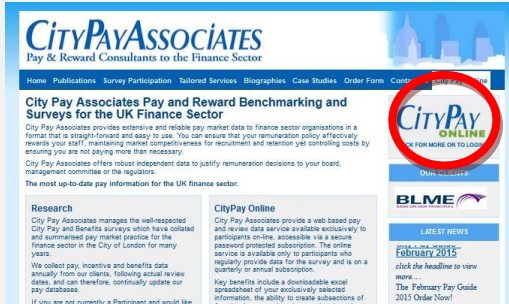 CITYPAYASSOCIATES
Pay & Reward Consultants to the Finance Sector
Home Publications Survey Participation Tailored Services Biographies Case Studies Order Form
City Pay Associates Pay and Reward Benchmarking and
Surveys for the UK Finance Sector
City Pay Associates provides extensive and reliable pay market data to finance sector organisations in a
format that is straight-forward and easy to use. You can ensure that your remuneration policy effectively
rewards your staff, maintaining market competitiveness for recruitment and retention yet controlling costs by
ensuring you are not paying more than necessary.
City Pay Associates offers robust independent data to justify remuneration decisions to your board,
management committee or the regulators.
The most up-to-date pay information for the UK finance sector.
Research
City Pay Associates manages the well-respected
City Pay and Benefits surveys which have collated
and summarised pay market practice for the
finance sector in the City of London for many
years.
We collect pay, incentive and benefits data
annually from our clients, following actual review
dates, and can therefore, continually update our
pay databases.
If you are not currently a Participant and would like
CityPay Online
City Pay Associates provide a web based pay
and review data service available exclusively to
participants on-line, accessible via a secure
password protected subscription. The online
service is available only to participants who
regularly provide data for the survey and is on a
quarterly or annual subscription.
Key benefits include a downloadable excel
spreadsheet of your exclusively selected
information, the ability to create subsections of
CITYPAY
ONLINE
FOR MORE OR TO
OUR CLIENTS
BLME
LATEST NEWS
February 2015
click the headline to view
more....
The February Pay Guide
2015 Order Now!